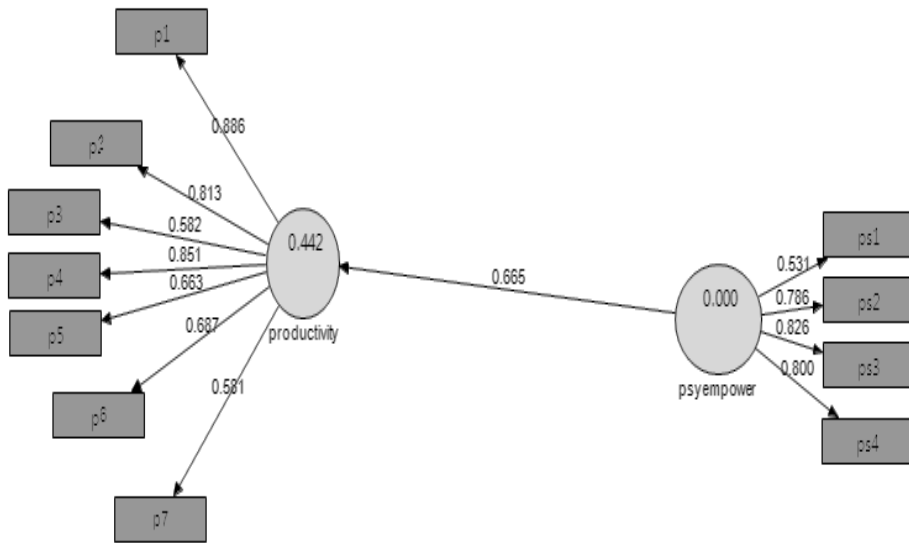 p1
0.886
p2
0.813
p3
0.582
0.851
p4
0.663
p5
0.687
p6
0.581
p7
0.442
productivity
0.665
0.000
psyempower
ps1
0.531
0.786
ps2
0.826
ps3
0.800
ps4